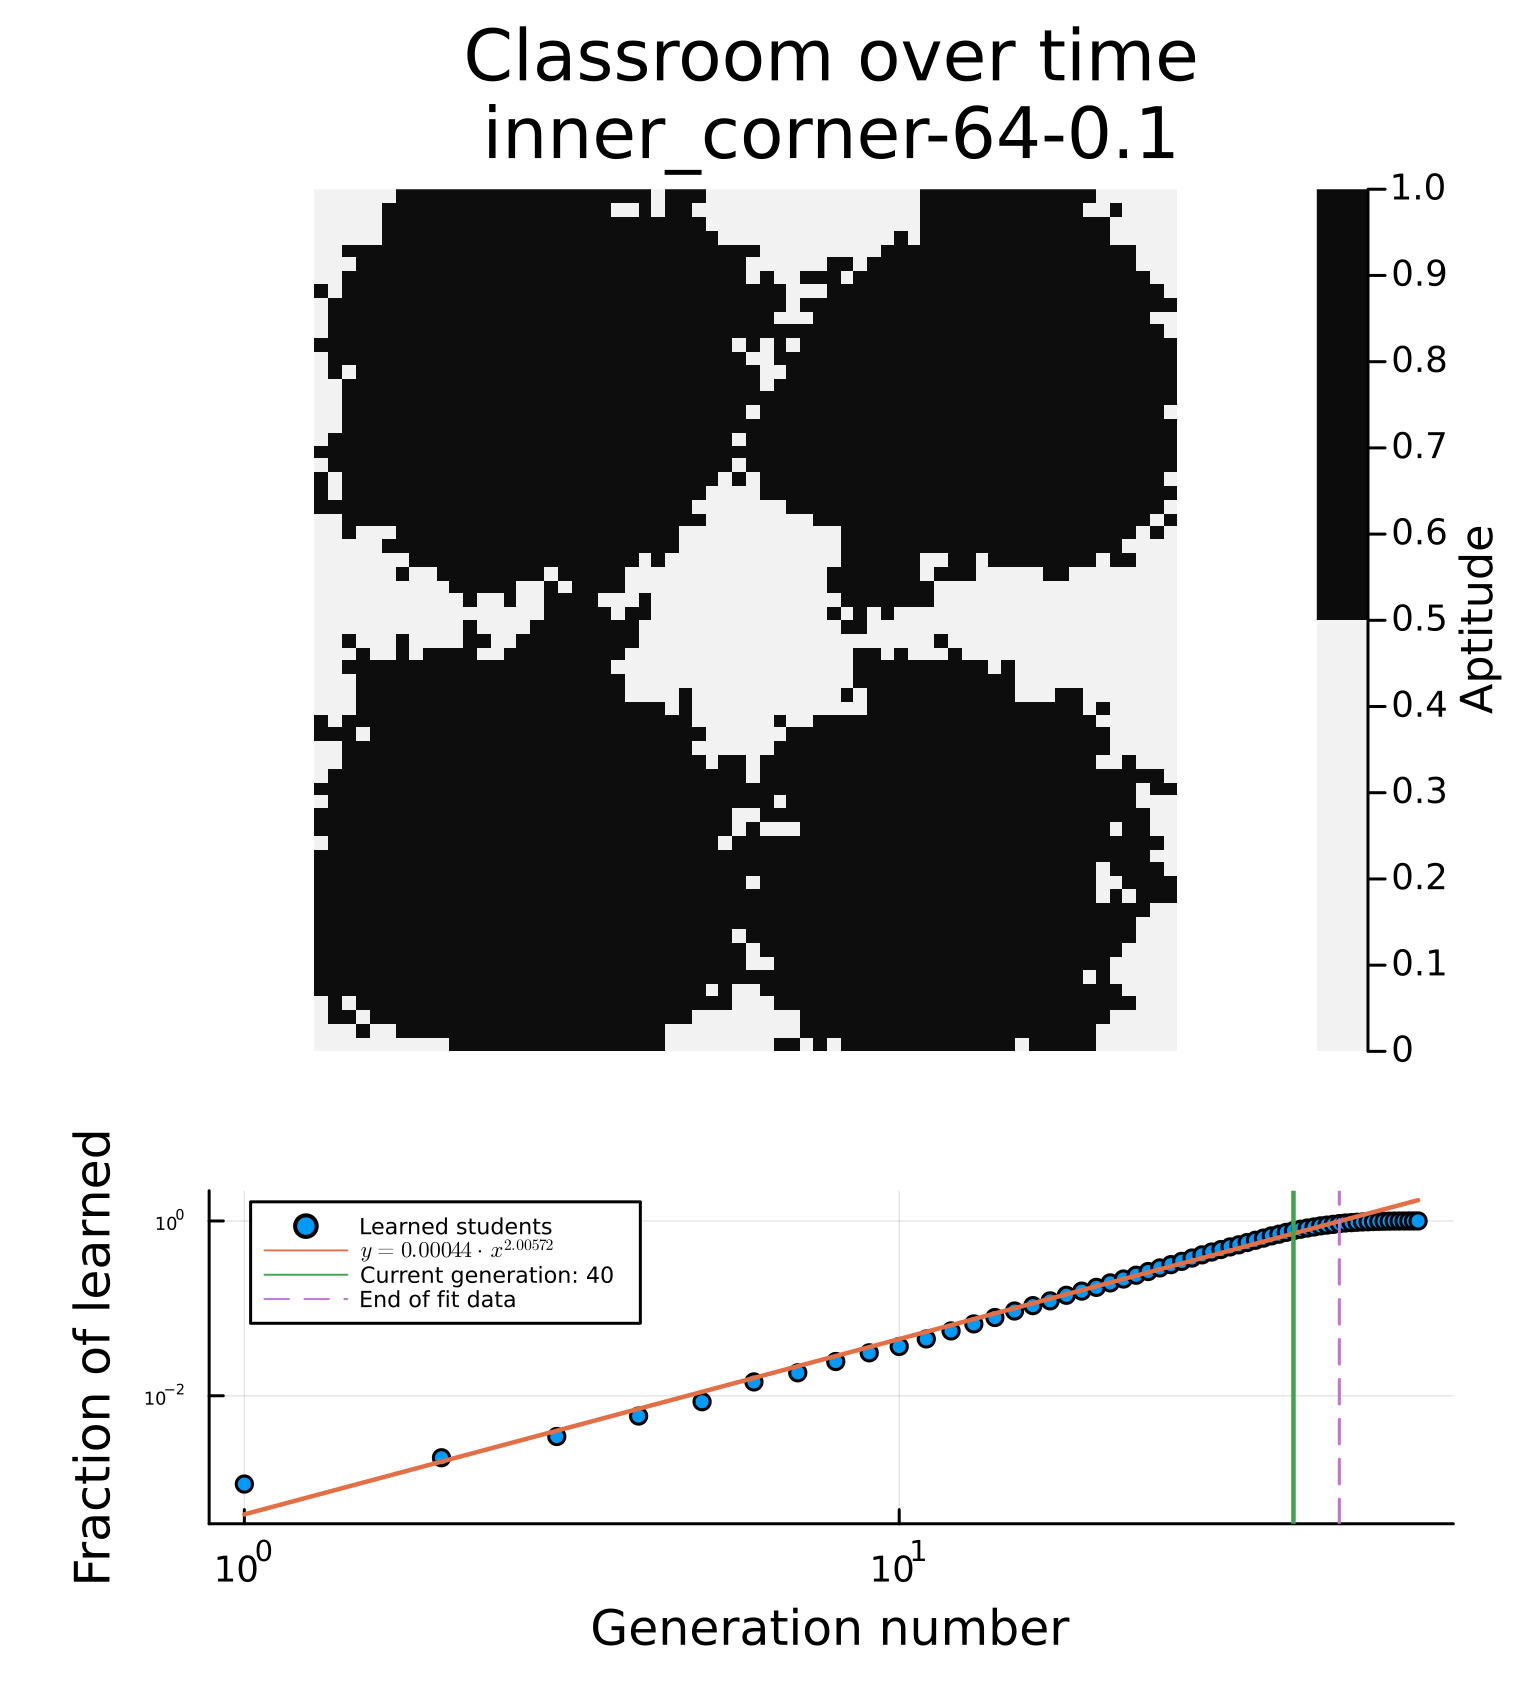 Classroom over time
inner_corner-64-0.1
1.0
0.9
0.8
0.7
0.6
0.5
0.4
0.3
0.2
0.1
0
Aptitude
Fraction of learned
10^0
10^-2
Learned students
y = 0.00044 · x^2.00572
Current generation: 40
End of fit data
10^0
10^1
Generation number